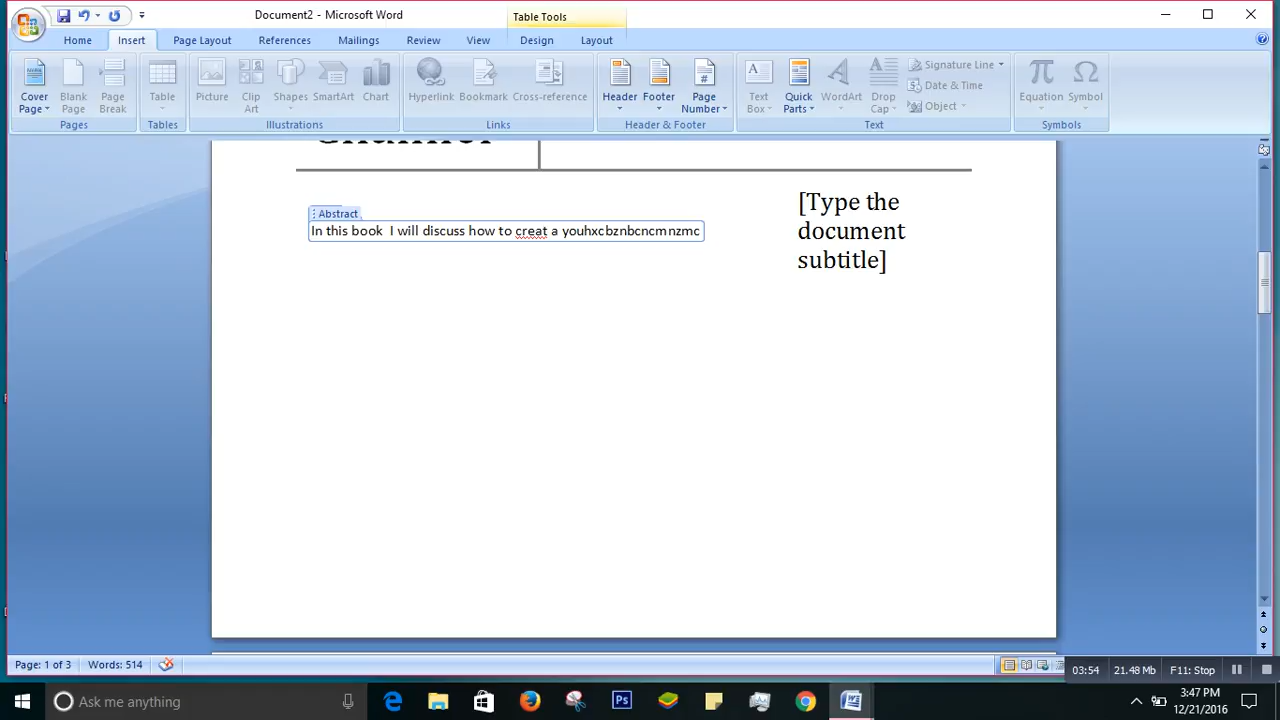 Document2 - Microsoft Word
Table Tools
Home Insert Page Layout References Mailings Review View Design Layout
Cover Page
Blank Page
Page Break
Table
Picture
Clip Art
Shapes
SmartArt
Chart
Hyperlink
Bookmark
Cross-reference
Header
Footer
Page Number
Text Box
Quick Parts
WordArt
Drop Cap
Signature Line
Date & Time
Object
Equation
Symbol
Pages Tables Illustrations Links Header & Footer Text Symbols
Abstract
In this book  I will discuss how to creat a youhxcbznbcncmnzmc
[Type the
document
subtitle]
Page: 1 of 3 Words: 514
03:54 21.48 Mb F11: Stop
Ask me anything
Ps
3:47 PM
12/21/2016